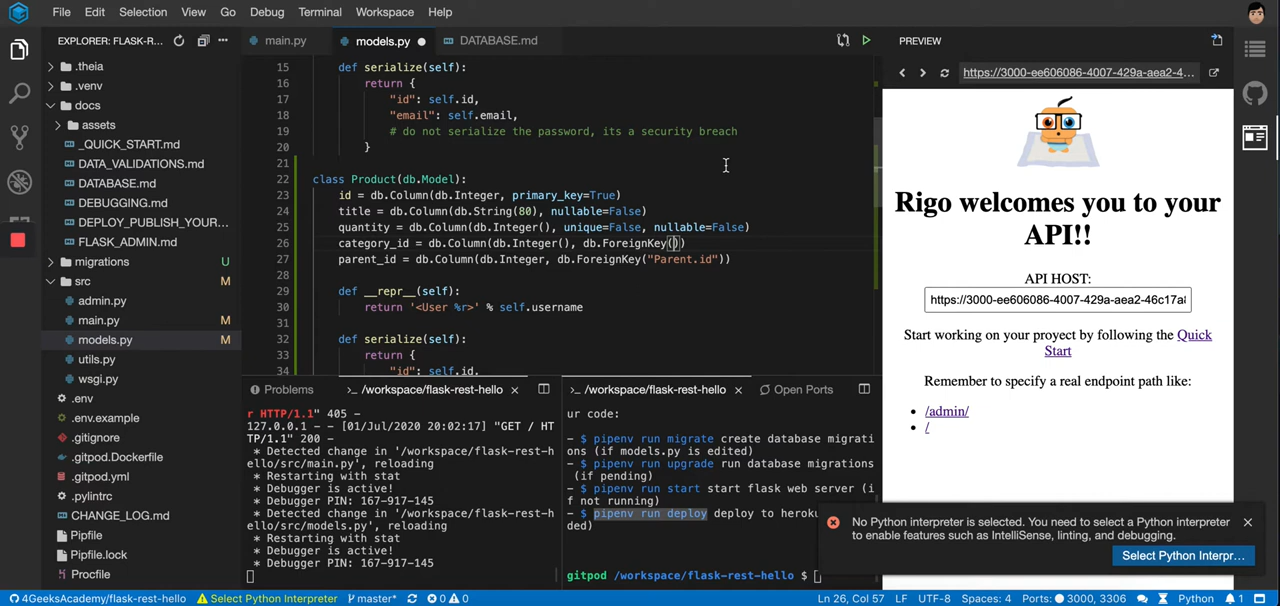 File Edit Selection View Go Debug Terminal Workspace Help
EXPLORER: FLASK-R...
main.py
models.py
DATABASE.md
PREVIEW
.theia
.venv
docs
assets
_QUICK_START.md
DATA_VALIDATIONS.md
DATABASE.md
DEBUGGING.md
DEPLOY_PUBLISH_YOUR...
FLASK_ADMIN.md
migrations U
src
admin.py
main.py M
models.py M
utils.py
wsgi.py
.env
.env.example
.gitignore
.gitpod.Dockerfile
.gitpod.yml
.pylintrc
CHANGE_LOG.md
Pipfile
Pipfile.lock
Procfile
15 def serialize(self):
16 return {
17 "id": self.id,
18 "email": self.email,
19 # do not serialize the password, its a security breach
20 }
21
22 class Product(db.Model):
23 id = db.Column(db.Integer, primary_key=True)
24 title = db.Column(db.String(80), nullable=False)
25 quantity = db.Column(db.Integer(), unique=False, nullable=False)
26 category_id = db.Column(db.Integer(), db.ForeignKey())
27 parent_id = db.Column(db.Integer, db.ForeignKey("Parent.id"))
28
29 def __repr__(self):
30 return '<User %r>' % self.username
31
32 def serialize(self):
33 return {
34 "id": self.id,
Problems
>_ /workspace/flask-rest-hello
r HTTP/1.1" 405 -
127.0.0.1 - - [01/Jul/2020 20:02:17] "GET / HT
TP/1.1" 200 -
* Detected change in '/workspace/flask-rest-h
ello/src/main.py', reloading
* Restarting with stat
* Debugger is active!
* Debugger PIN: 167-917-145
* Detected change in '/workspace/flask-rest-h
ello/src/models.py', reloading
* Restarting with stat
* Debugger is active!
* Debugger PIN: 167-917-145
>_ /workspace/flask-rest-hello
Open Ports
ur code:
- $ pipenv run migrate create database migrati
ons (if models.py is edited)
- $ pipenv run upgrade run database migrations
(if pending)
- $ pipenv run start start flask web server (i
f not running)
- $ pipenv run deploy deploy to heroku
ded)
gitpod /workspace/flask-rest-hello $
https://3000-ee606086-4007-429a-aea2-4...
Rigo welcomes you to your
API!!
API HOST:
https://3000-ee606086-4007-429a-aea2-46c17a
Start working on your proyect by following the Quick
Start
Remember to specify a real endpoint path like:
/admin/
/
No Python interpreter is selected. You need to select a Python interpreter
to enable features such as IntelliSense, linting, and debugging.
Select Python Interpr...
4GeeksAcademy/flask-rest-hello Select Python Interpreter master* 0 0 Ln 26, Col 57 LF UTF-8 Spaces: 4 Ports: 3000, 3306 Python 1